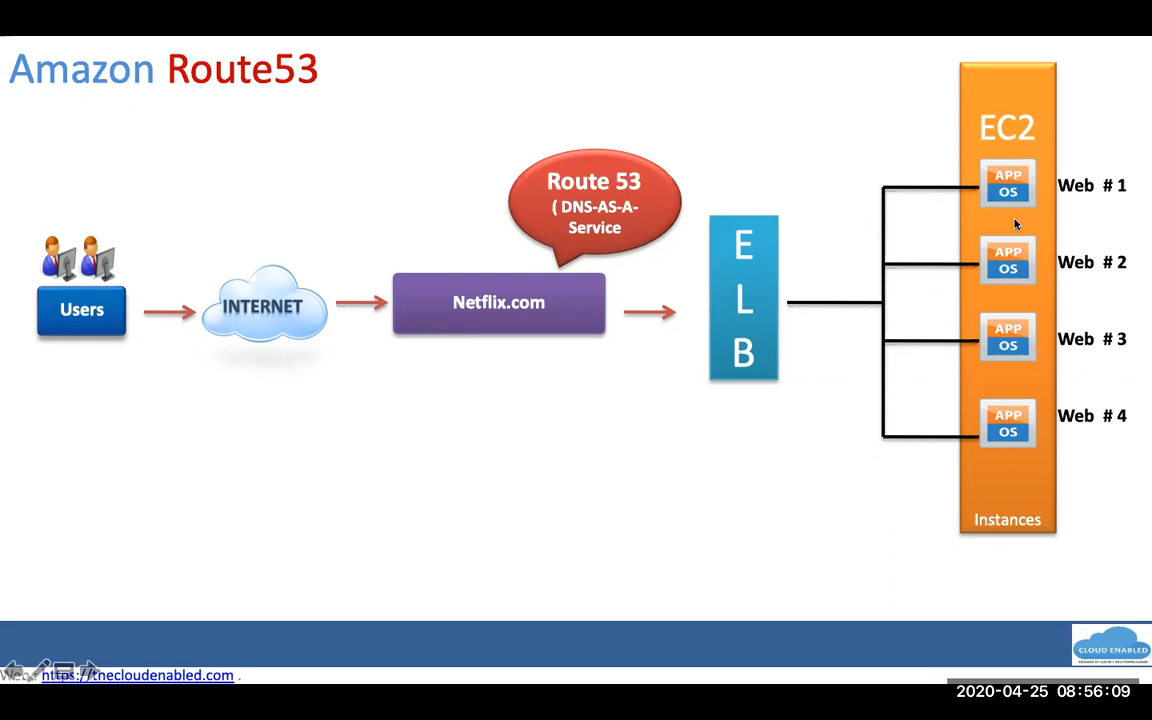 Amazon Route53
EC2
Route 53
( DNS-AS-A-
Service
APP
OS
Web # 1
APP
OS
Web # 2
E
L
B
Users
INTERNET
Netflix.com
APP
OS
Web # 3
APP
OS
Web # 4
Instances
CLOUD ENABLED
https://thecloudenabled.com .
2020-04-25 08:56:09